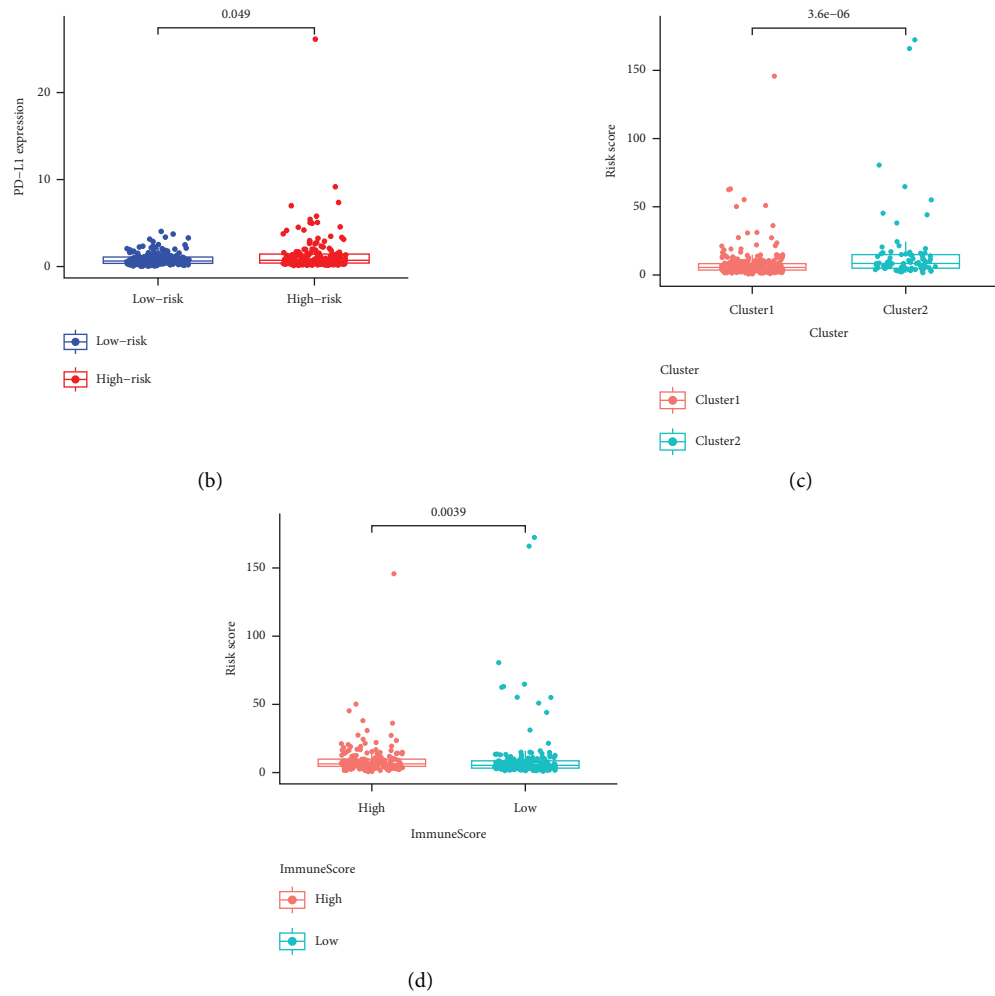 0.049
PD−L1 expression
20
10
0
Low−risk
High−risk
Low−risk
High−risk
(b)
3.6e−06
Risk score
150
100
50
0
Cluster1
Cluster2
Cluster
Cluster
Cluster1
Cluster2
(c)
0.0039
Risk score
150
100
50
0
High
Low
ImmuneScore
ImmuneScore
High
Low
(d)